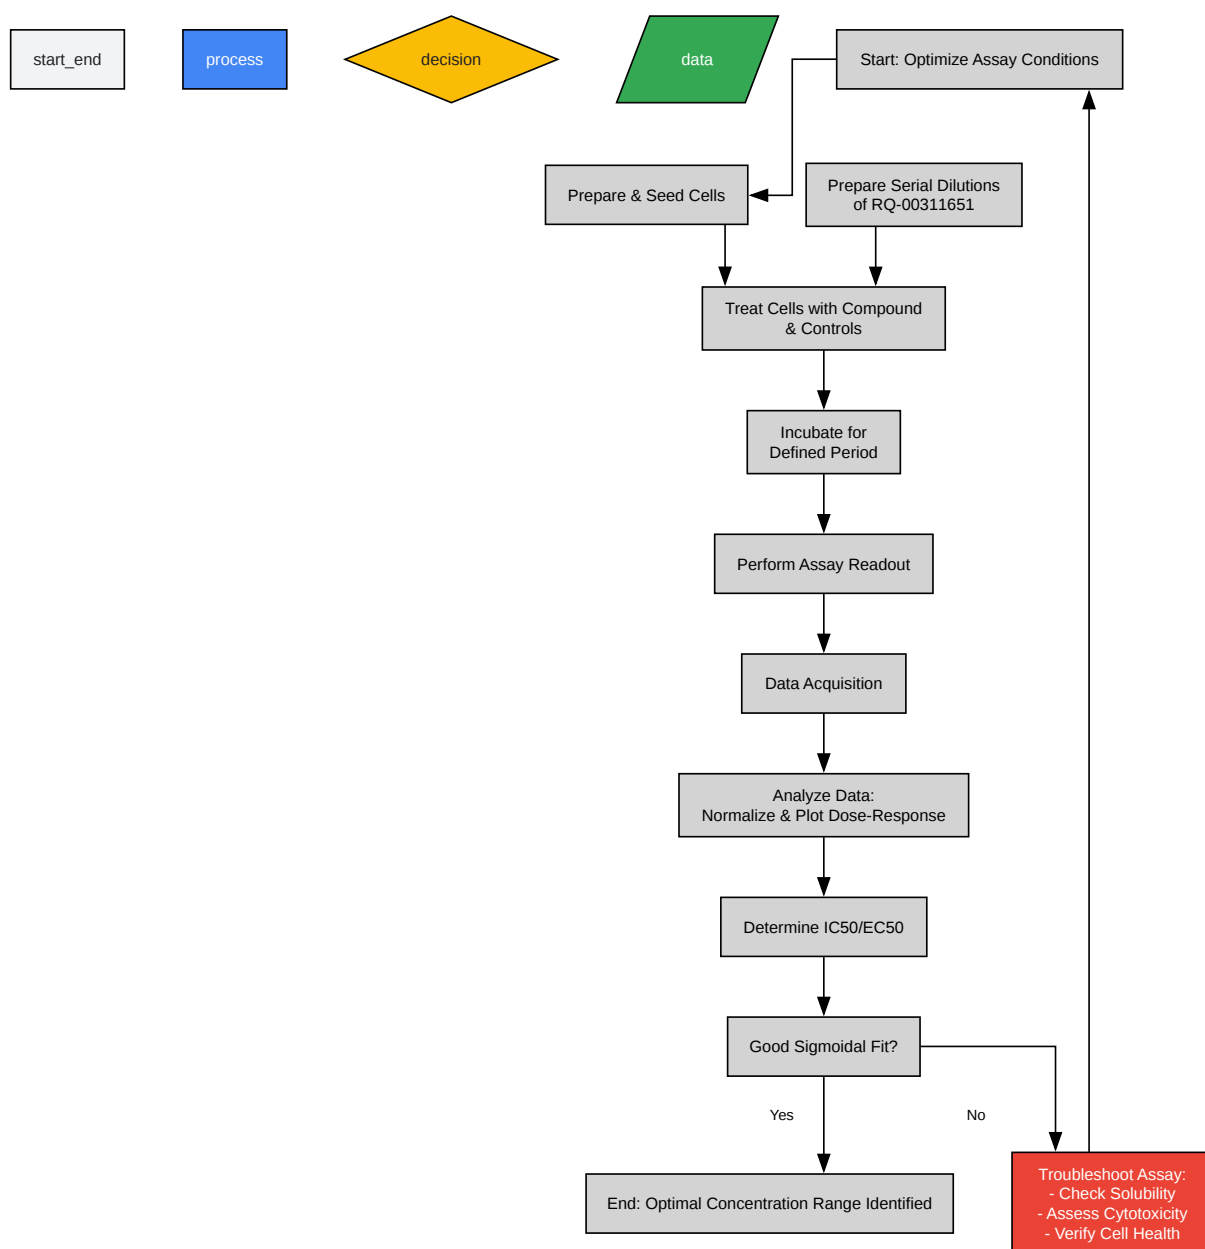 start_end
process
decision
data
Start: Optimize Assay Conditions
Prepare & Seed Cells
Prepare Serial Dilutions
of RQ-00311651
Treat Cells with Compound
& Controls
Incubate for
Defined Period
Perform Assay Readout
Data Acquisition
Analyze Data:
Normalize & Plot Dose-Response
Determine IC50/EC50
Good Sigmoidal Fit?
Yes
No
Troubleshoot Assay:
- Check Solubility
- Assess Cytotoxicity
- Verify Cell Health
End: Optimal Concentration Range Identified